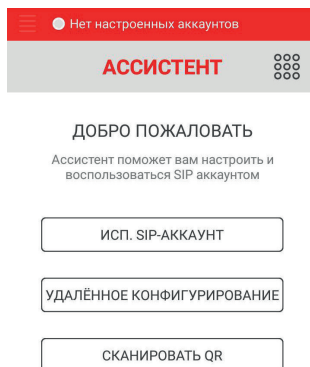 Нет настроенных аккаунтов
АССИСТЕНТ
ДОБРО ПОЖАЛОВАТЬ
Ассистент поможет вам настроить и
воспользоваться SIP аккаунтом
ИСП. SIP-АККАУНТ
УДАЛЁННОЕ КОНФИГУРИРОВАНИЕ
СКАНИРОВАТЬ QR